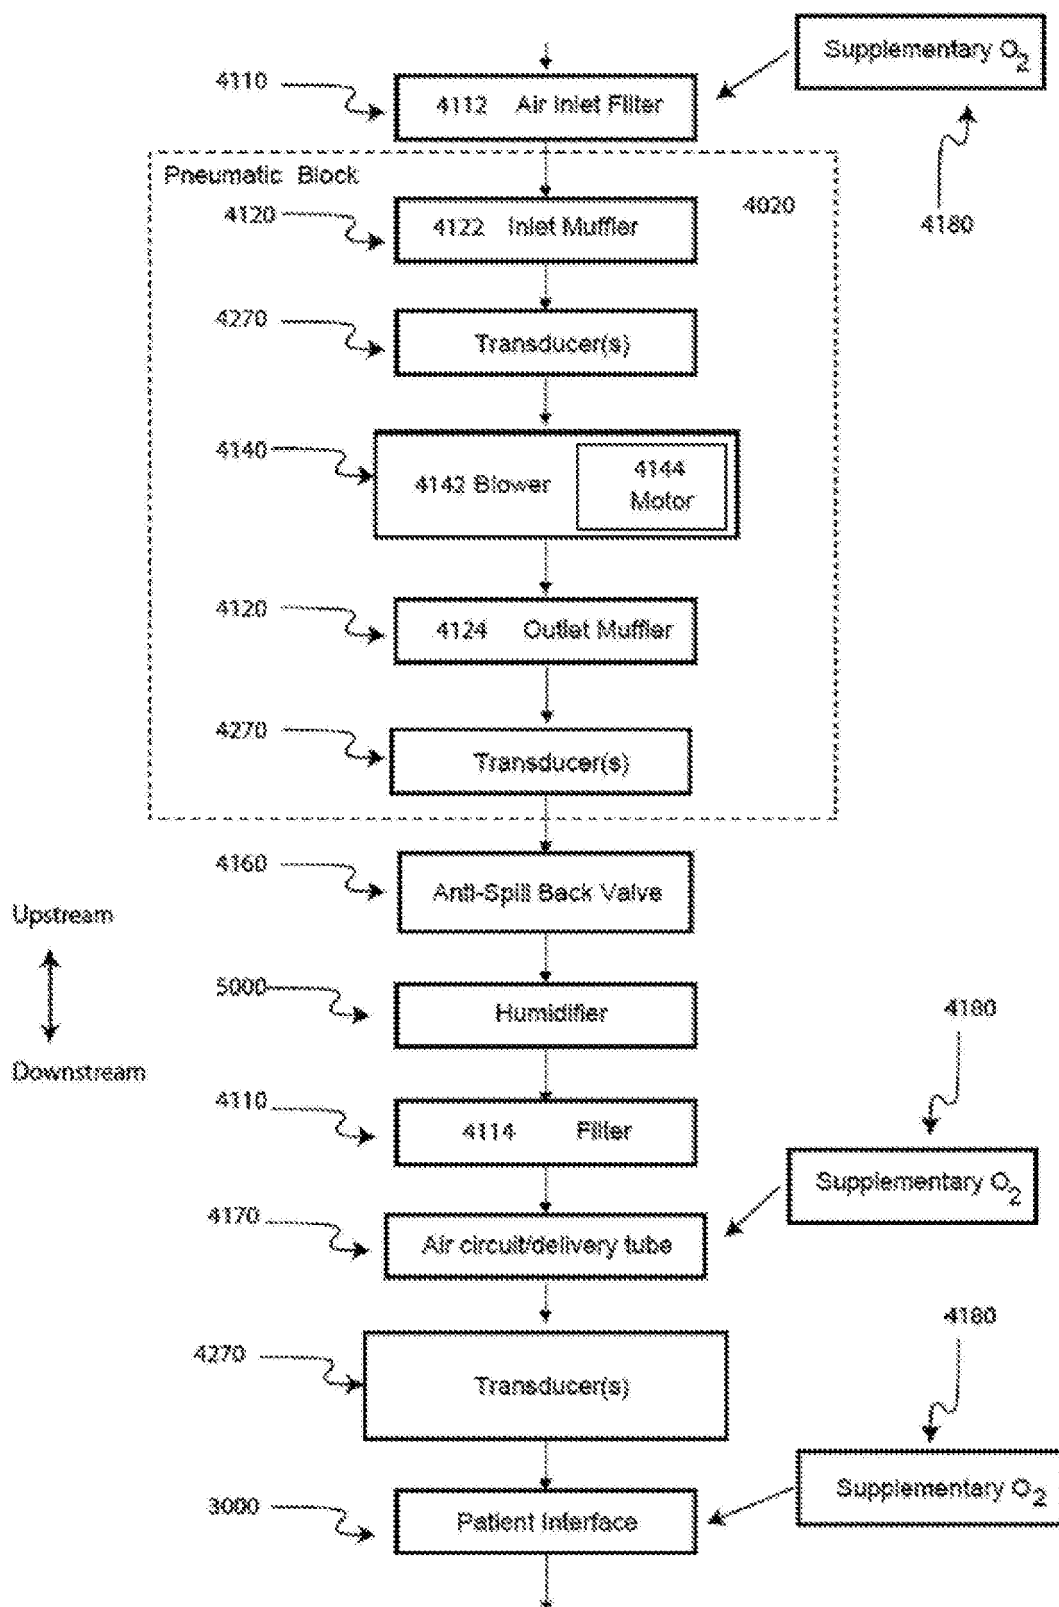 Supplementary O2
4110
4112 Air Inlet Filter
4180
Pneumatic Block
4020
4120
4122 Inlet Muffler
4270
Transducer(s)
4140
4142 Blower
4144
Motor
4120
4124 Outlet Muffler
4270
Transducer(s)
4160
Anti-Spill Back Valve
Upstream
Downstream
5000
Humidifier
4180
4110
4114 Filter
Supplementary O2
4170
Air circuit/delivery tube
4180
4270
Transducer(s)
Supplementary O2
3000
Patient Interface